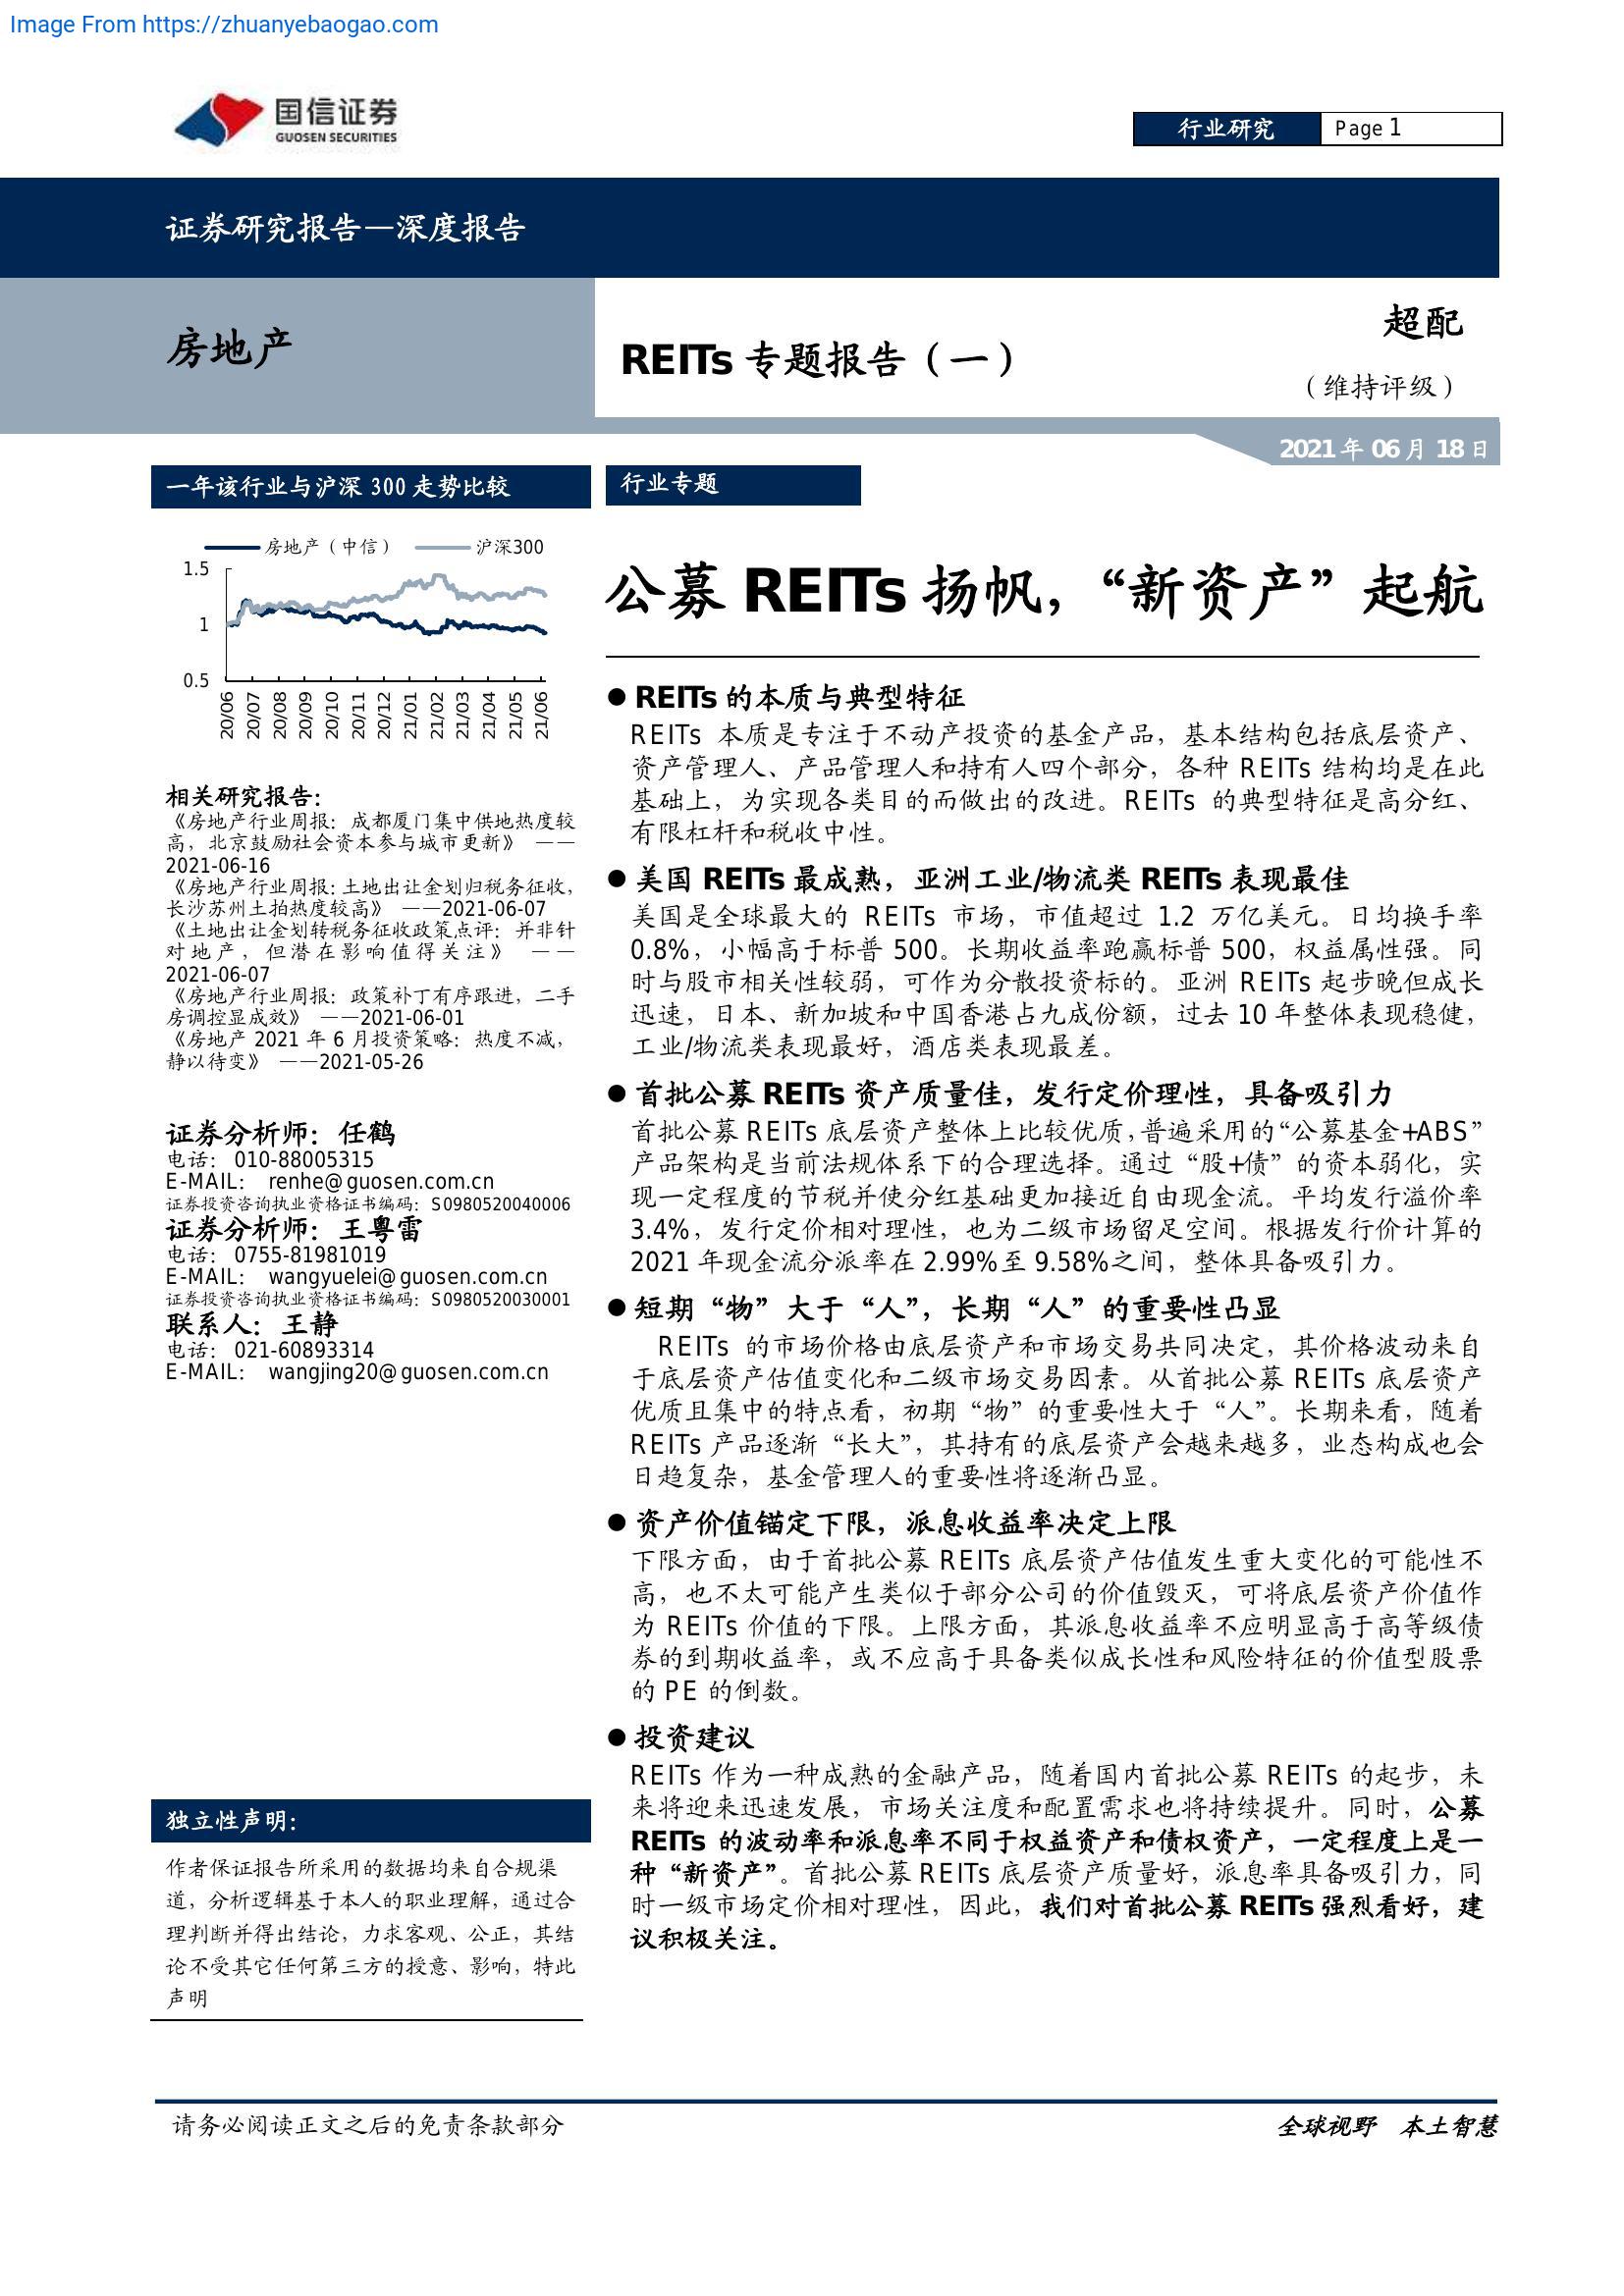 Image From https://zhuanyebaogao.com
国信证券
GUOSEN SECURITIES
行业研究
Page 1
证券研究报告—深度报告
房地产
REITs 专题报告（一）
超配
（维持评级）
2021 年 06 月 18 日
一年该行业与沪深 300 走势比较
房地产（中信） 沪深300
1.5
1
0.5
20/06 20/07 20/08 20/09 20/10 20/11 20/12 21/01 21/02 21/03 21/04 21/05 21/06
相关研究报告：
《房地产行业周报：成都厦门集中供地热度较
高，北京鼓励社会资本参与城市更新》 ——
2021-06-16
《房地产行业周报：土地出让金划归税务征收，
长沙苏州土拍热度较高》 ——2021-06-07
《土地出让金划转税务征收政策点评：并非针
对地产，但潜在影响值得关注》 ——
2021-06-07
《房地产行业周报：政策补丁有序跟进，二手
房调控显成效》 ——2021-06-01
《房地产 2021 年 6 月投资策略：热度不减，
静以待变》 ——2021-05-26
证券分析师：任鹤
电话： 010-88005315
E-MAIL： renhe@guosen.com.cn
证券投资咨询执业资格证书编码：S0980520040006
证券分析师：王粤雷
电话： 0755-81981019
E-MAIL： wangyuelei@guosen.com.cn
证券投资咨询执业资格证书编码：S0980520030001
联系人：王静
电话： 021-60893314
E-MAIL： wangjing20@guosen.com.cn
独立性声明：
作者保证报告所采用的数据均来自合规渠
道，分析逻辑基于本人的职业理解，通过合
理判断并得出结论，力求客观、公正，其结
论不受其它任何第三方的授意、影响，特此
声明
行业专题
公募 REITs 扬帆，“新资产”起航
● REITs 的本质与典型特征
REITs 本质是专注于不动产投资的基金产品，基本结构包括底层资产、
资产管理人、产品管理人和持有人四个部分，各种 REITs 结构均是在此
基础上，为实现各类目的而做出的改进。REITs 的典型特征是高分红、
有限杠杆和税收中性。
● 美国 REITs 最成熟，亚洲工业/物流类 REITs 表现最佳
美国是全球最大的 REITs 市场，市值超过 1.2 万亿美元。日均换手率
0.8%，小幅高于标普 500。长期收益率跑赢标普 500，权益属性强。同
时与股市相关性较弱，可作为分散投资标的。亚洲 REITs 起步晚但成长
迅速，日本、新加坡和中国香港占九成份额，过去 10 年整体表现稳健，
工业/物流类表现最好，酒店类表现最差。
● 首批公募 REITs 资产质量佳，发行定价理性，具备吸引力
首批公募 REITs 底层资产整体上比较优质，普遍采用的“公募基金+ABS”
产品架构是当前法规体系下的合理选择。通过“股+债”的资本弱化，实
现一定程度的节税并使分红基础更加接近自由现金流。平均发行溢价率
3.4%，发行定价相对理性，也为二级市场留足空间。根据发行价计算的
2021 年现金流分派率在 2.99%至 9.58%之间，整体具备吸引力。
● 短期“物”大于“人”，长期“人”的重要性凸显
REITs 的市场价格由底层资产和市场交易共同决定，其价格波动来自
于底层资产估值变化和二级市场交易因素。从首批公募 REITs 底层资产
优质且集中的特点看，初期“物”的重要性大于“人”。长期来看，随着
REITs 产品逐渐“长大”，其持有的底层资产会越来越多，业态构成也会
日趋复杂，基金管理人的重要性将逐渐凸显。
● 资产价值锚定下限，派息收益率决定上限
下限方面，由于首批公募 REITs 底层资产估值发生重大变化的可能性不
高，也不太可能产生类似于部分公司的价值毁灭，可将底层资产价值作
为 REITs 价值的下限。上限方面，其派息收益率不应明显高于高等级债
券的到期收益率，或不应高于具备类似成长性和风险特征的价值型股票
的 PE 的倒数。
● 投资建议
REITs 作为一种成熟的金融产品，随着国内首批公募 REITs 的起步，未
来将迎来迅速发展，市场关注度和配置需求也将持续提升。同时，公募
REITs 的波动率和派息率不同于权益资产和债权资产，一定程度上是一
种“新资产”。首批公募 REITs 底层资产质量好，派息率具备吸引力，同
时一级市场定价相对理性，因此，我们对首批公募 REITs 强烈看好，建
议积极关注。
请务必阅读正文之后的免责条款部分
全球视野 本土智慧